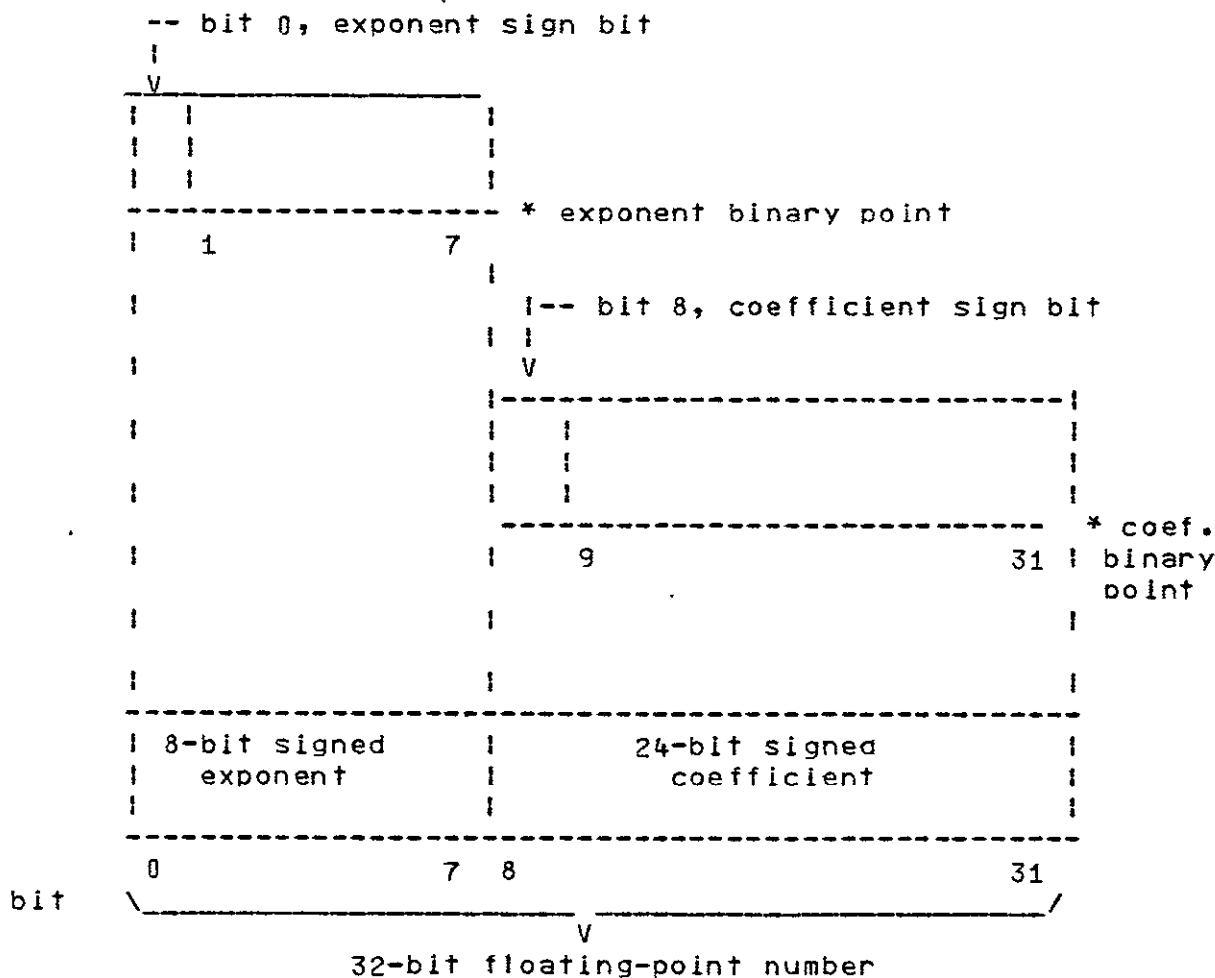 -- bit 0, exponent sign bit
V
* exponent binary point
1 7
-- bit 8, coefficient sign bit
V
* coef.
9 31 binary
point
8-bit signed 24-bit signed
exponent coefficient
0 7 8 31
bit
V
32-bit floating-point number